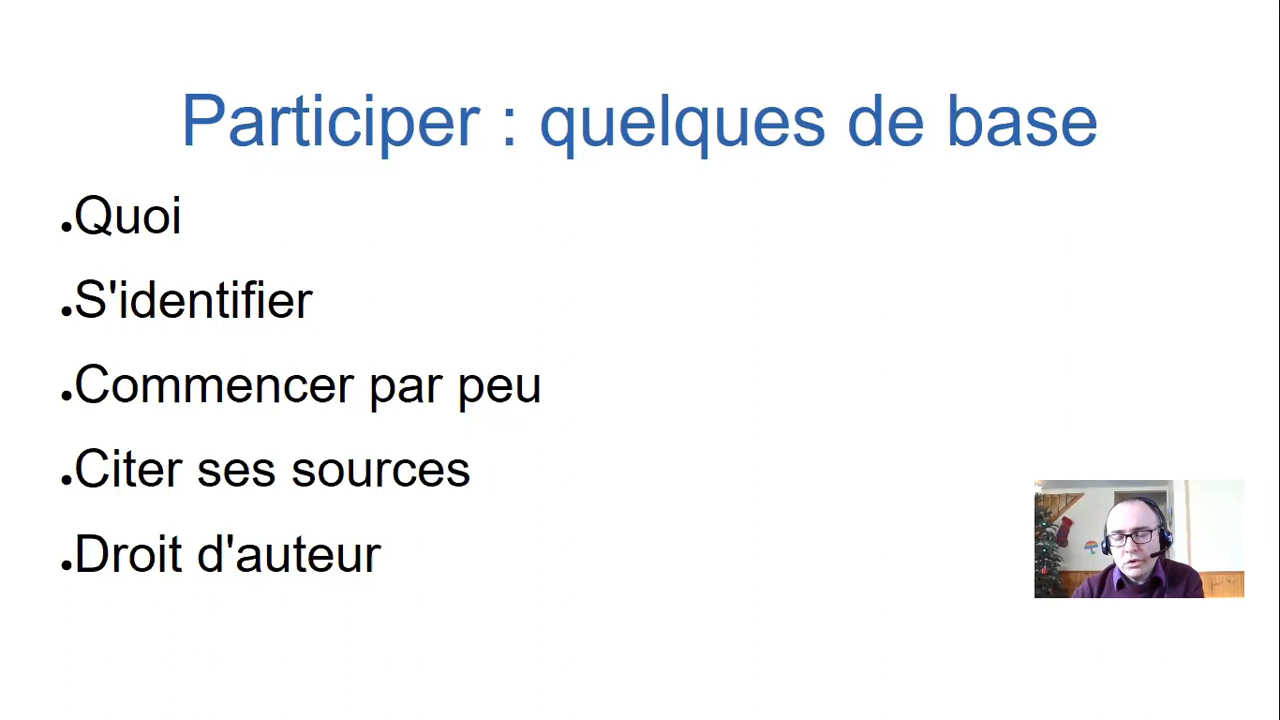 Participer : quelques de base
•Quoi
•S'identifier
•Commencer par peu
•Citer ses sources
•Droit d'auteur